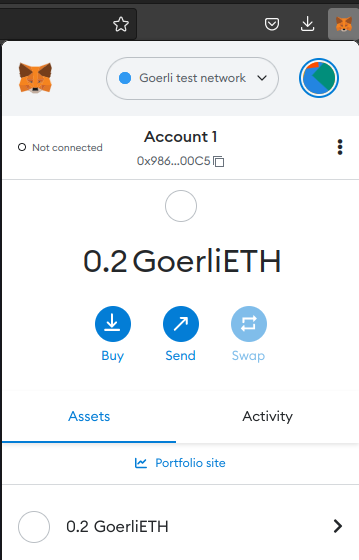 Goerli test network
Not connected
Account 1
0x986...00C5
0.2 GoerliETH
Buy Send Swap
Assets Activity
Portfolio site
0.2 GoerliETH